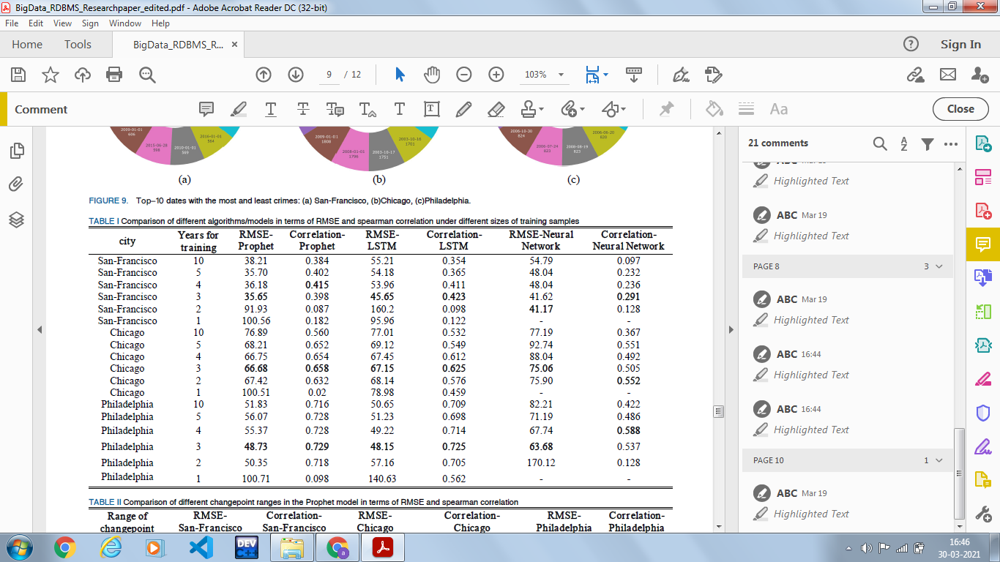 BigData_RDBMS_Researchpaper_edited.pdf - Adobe Acrobat Reader DC (32-bit)
File Edit View Sign Window Help
Home Tools BigData_RDBMS_R... × Sign In
9 / 12 103%
Comment Aa Close
2009-01-01 606
2015-06-28
2010-01-01 569
2016-01-01 564
2009-01-01 1808
2008-01-01 1796
2003-10-17 1751
2003-10-16 1701
2006-10-30 824
2006-07-24 823
2008-08-19 823
2006-06-20 820
(a) (b) (c)
FIGURE 9. Top–10 dates with the most and least crimes: (a) San-Francisco, (b)Chicago, (c)Philadelphia.
TABLE I Comparison of different algorithms/models in terms of RMSE and spearman correlation under different sizes of training samples
city Years for training RMSE-Prophet Correlation-Prophet RMSE-LSTM Correlation-LSTM RMSE-Neural Network Correlation-Neural Network
San-Francisco 10 38.21 0.384 55.21 0.354 54.79 0.097
San-Francisco 5 35.70 0.402 54.18 0.365 48.04 0.232
San-Francisco 4 36.18 0.415 53.96 0.411 48.04 0.236
San-Francisco 3 35.65 0.398 45.65 0.423 41.62 0.291
San-Francisco 2 91.93 0.087 160.2 0.098 41.17 0.128
San-Francisco 1 100.56 0.182 95.96 0.122 - -
Chicago 10 76.89 0.560 77.01 0.532 77.19 0.367
Chicago 5 68.21 0.652 69.12 0.549 92.74 0.551
Chicago 4 66.75 0.654 67.45 0.612 88.04 0.492
Chicago 3 66.68 0.658 67.15 0.625 75.06 0.505
Chicago 2 67.42 0.632 68.14 0.576 75.90 0.552
Chicago 1 100.51 0.02 78.98 0.459 - -
Philadelphia 10 51.83 0.716 50.65 0.709 82.21 0.422
Philadelphia 5 56.07 0.728 51.23 0.698 71.19 0.486
Philadelphia 4 55.37 0.728 49.22 0.714 67.74 0.588
Philadelphia 3 48.73 0.729 48.15 0.725 63.68 0.537
Philadelphia 2 50.35 0.718 57.16 0.705 170.12 0.128
Philadelphia 1 100.71 0.098 140.63 0.562 - -
TABLE II Comparison of different changepoint ranges in the Prophet model in terms of RMSE and spearman correlation
Range of changepoint RMSE-San-Francisco Correlation-San-Francisco RMSE-Chicago Correlation-Chicago RMSE-Philadelphia Correlation-Philadelphia
21 comments
Highlighted Text
ABC Mar 19
Highlighted Text
PAGE 8 3
ABC Mar 19
Highlighted Text
ABC 16:44
Highlighted Text
ABC 16:44
Highlighted Text
PAGE 10 1
ABC Mar 19
Highlighted Text
DEV C++
16:46
30-03-2021